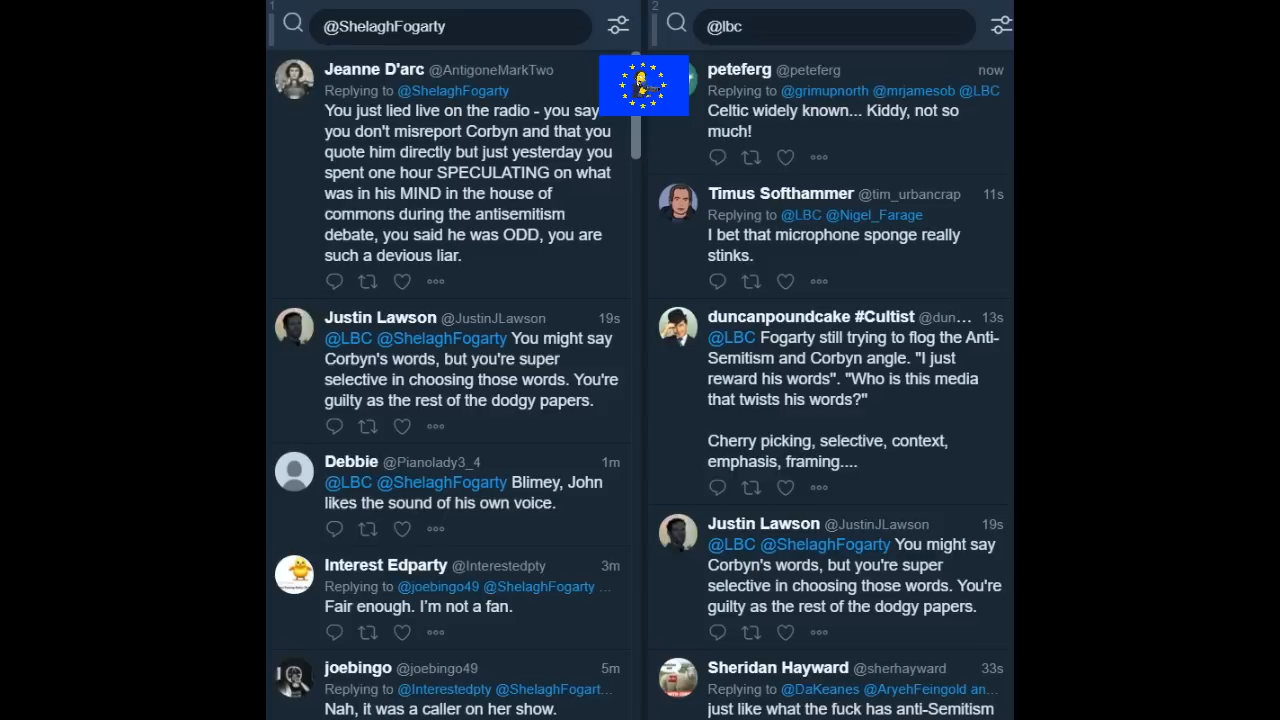 1
@ShelaghFogarty
Jeanne D'arc @AntigoneMarkTwo
Replying to @ShelaghFogarty
You just lied live on the radio - you say
you don't misreport Corbyn and that you
quote him directly but just yesterday you
spent one hour SPECULATING on what
was in his MIND in the house of
commons during the antisemitism
debate, you said he was ODD, you are
such a devious liar.
Justin Lawson @JustinJLawson 19s
@LBC @ShelaghFogarty You might say
Corbyn's words, but you're super
selective in choosing those words. You're
guilty as the rest of the dodgy papers.
Debbie @Pianolady3_4 1m
@LBC @ShelaghFogarty Blimey, John
likes the sound of his own voice.
Interest Edparty @Interestedpty 3m
Replying to @joebingo49 @ShelaghFogarty ...
Fair enough. I'm not a fan.
joebingo @joebingo49 5m
Replying to @Interestedpty @ShelaghFogart...
Nah, it was a caller on her show.
2
@lbc
peteferg @peteferg now
Replying to @grimupnorth @mrjamesob @LBC
Celtic widely known... Kiddy, not so
much!
Timus Softhammer @tim_urbancrap 11s
Replying to @LBC @Nigel_Farage
I bet that microphone sponge really
stinks.
duncanpoundcake #Cultist @dun... 13s
@LBC Fogarty still trying to flog the Anti-
Semitism and Corbyn angle. "I just
reward his words". "Who is this media
that twists his words?"
Cherry picking, selective, context,
emphasis, framing....
Justin Lawson @JustinJLawson 19s
@LBC @ShelaghFogarty You might say
Corbyn's words, but you're super
selective in choosing those words. You're
guilty as the rest of the dodgy papers.
Sheridan Hayward @sherhayward 33s
Replying to @DaKeanes @AryehFeingold an...
just like what the fuck has anti-Semitism